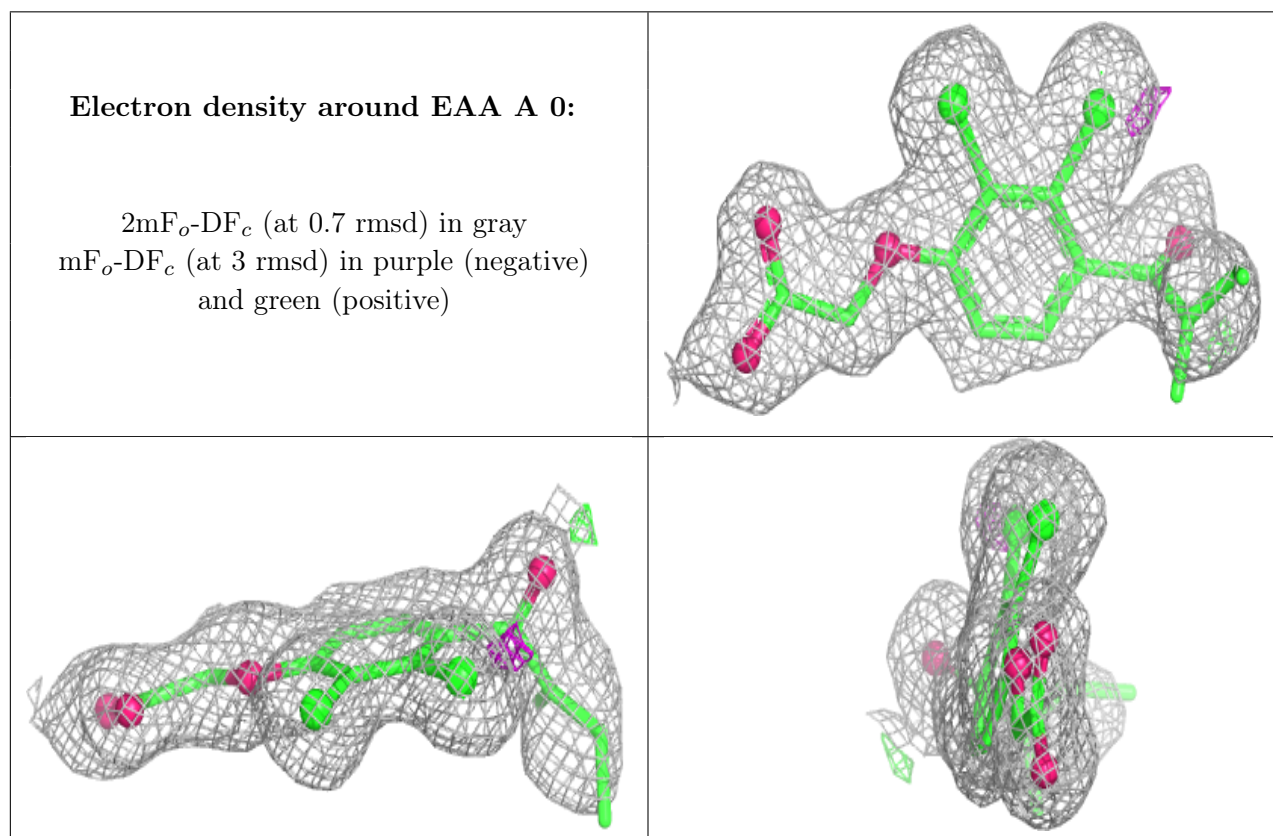 Electron density around EAA A 0:
2mFo-DFc (at 0.7 rmsd) in gray
mFo-DFc (at 3 rmsd) in purple (negative)
and green (positive)